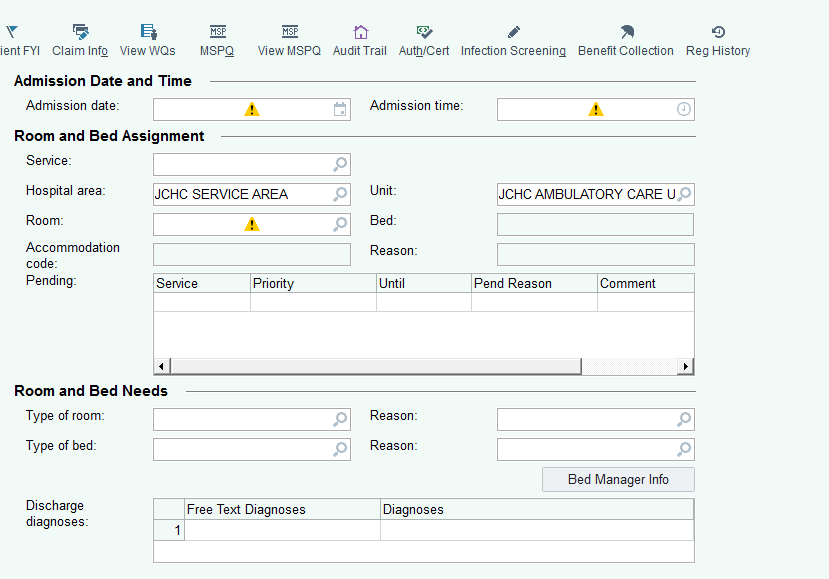 ient FYI Claim Info View WQs MSPQ View MSPQ Audit Trail Auth/Cert Infection Screening Benefit Collection Reg History
Admission Date and Time
Admission date: Admission time:
Room and Bed Assignment
Service:
Hospital area: JCHC SERVICE AREA Unit: JCHC AMBULATORY CARE U
Room: Bed:
Accommodation Reason:
code:
Pending: Service Priority Until Pend Reason Comment
Room and Bed Needs
Type of room: Reason:
Type of bed: Reason:
Bed Manager Info
Discharge Free Text Diagnoses Diagnoses
diagnoses:
1